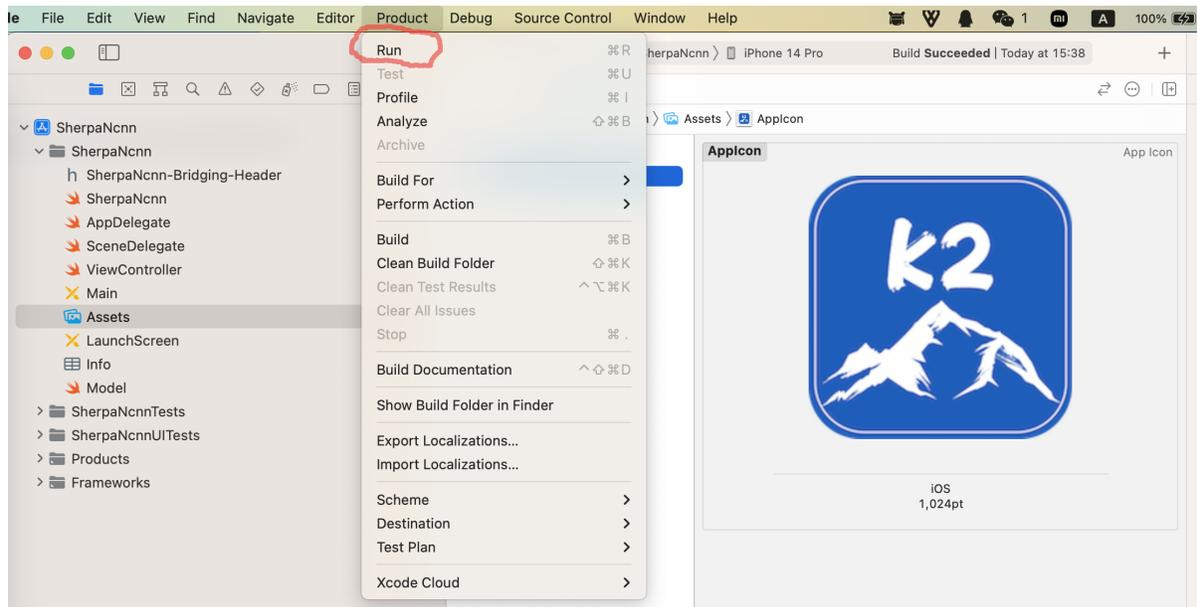 le File Edit View Find Navigate Editor Product Debug Source Control Window Help 1 mi A 100%
herpaNcnn iPhone 14 Pro Build Succeeded | Today at 15:38
n Assets AppIcon
SherpaNcnn
SherpaNcnn
h SherpaNcnn-Bridging-Header
SherpaNcnn
AppDelegate
SceneDelegate
ViewController
Main
Assets
LaunchScreen
Info
Model
SherpaNcnnTests
SherpaNcnnUITests
Products
Frameworks
Run ⌘R
Test ⌘U
Profile ⌘I
Analyze ⇧⌘B
Archive
Build For
Perform Action
Build ⌘B
Clean Build Folder ⇧⌘K
Clean Test Results ^⌥⌘K
Clear All Issues
Stop ⌘.
Build Documentation ^⇧⌘D
Show Build Folder in Finder
Export Localizations...
Import Localizations...
Scheme
Destination
Test Plan
Xcode Cloud
AppIcon App Icon
K2
iOS
1,024pt